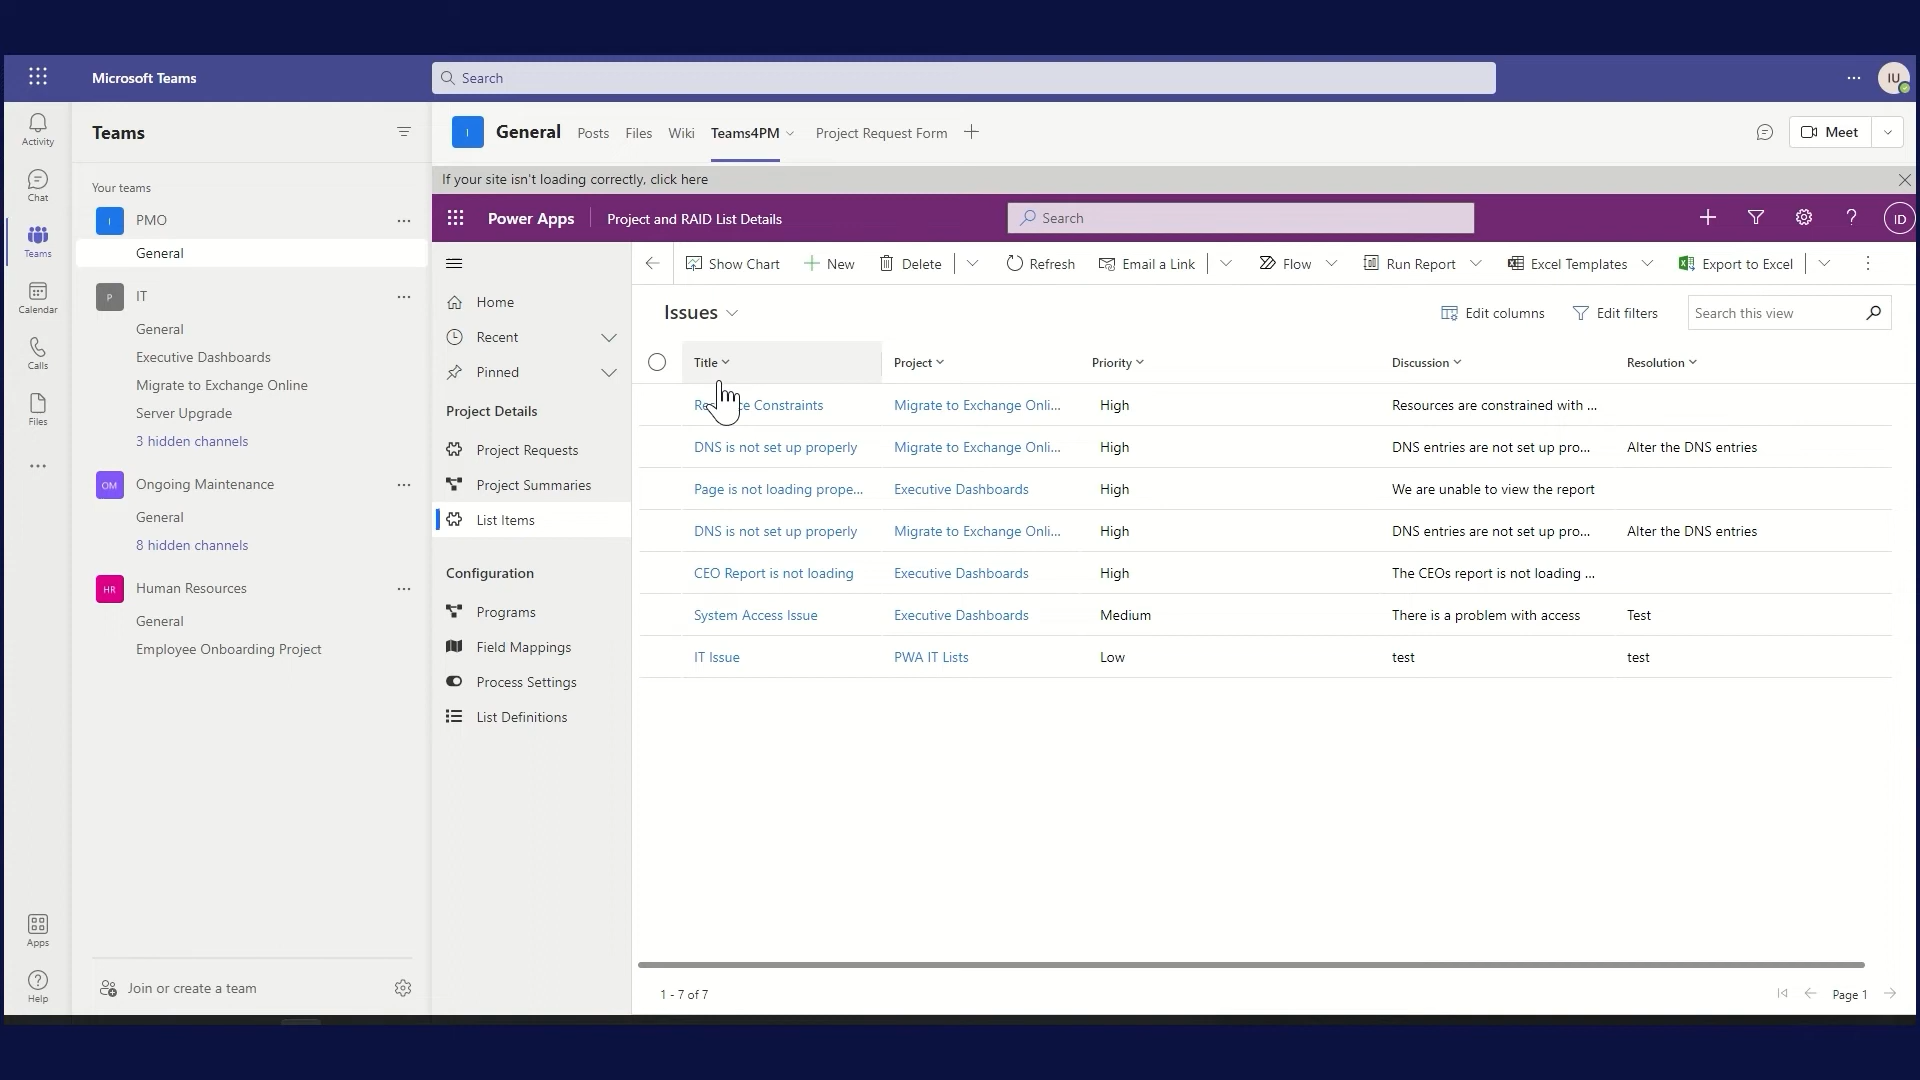 Microsoft Teams
Search
IU
Activity
Chat
Teams
Calendar
Calls
Files
Apps
Help
Teams
Your teams
I PMO
General
P IT
General
Executive Dashboards
Migrate to Exchange Online
Server Upgrade
3 hidden channels
OM Ongoing Maintenance
General
8 hidden channels
HR Human Resources
General
Employee Onboarding Project
Join or create a team
I General Posts Files Wiki Teams4PM Project Request Form
Meet
If your site isn't loading correctly, click here
Power Apps Project and RAID List Details
Search
ID
Home
Recent
Pinned
Project Details
Project Requests
Project Summaries
List Items
Configuration
Programs
Field Mappings
Process Settings
List Definitions
Show Chart New Delete Refresh Email a Link Flow Run Report Excel Templates Export to Excel
Issues
Edit columns Edit filters Search this view
Title Project Priority Discussion Resolution
Constraints Migrate to Exchange Onli... High Resources are constrained with ...
DNS is not set up properly Migrate to Exchange Onli... High DNS entries are not set up pro... Alter the DNS entries
Page is not loading prope... Executive Dashboards High We are unable to view the report
DNS is not set up properly Migrate to Exchange Onli... High DNS entries are not set up pro... Alter the DNS entries
CEO Report is not loading Executive Dashboards High The CEOs report is not loading ...
System Access Issue Executive Dashboards Medium There is a problem with access Test
IT Issue PWA IT Lists Low test test
1 - 7 of 7
Page 1